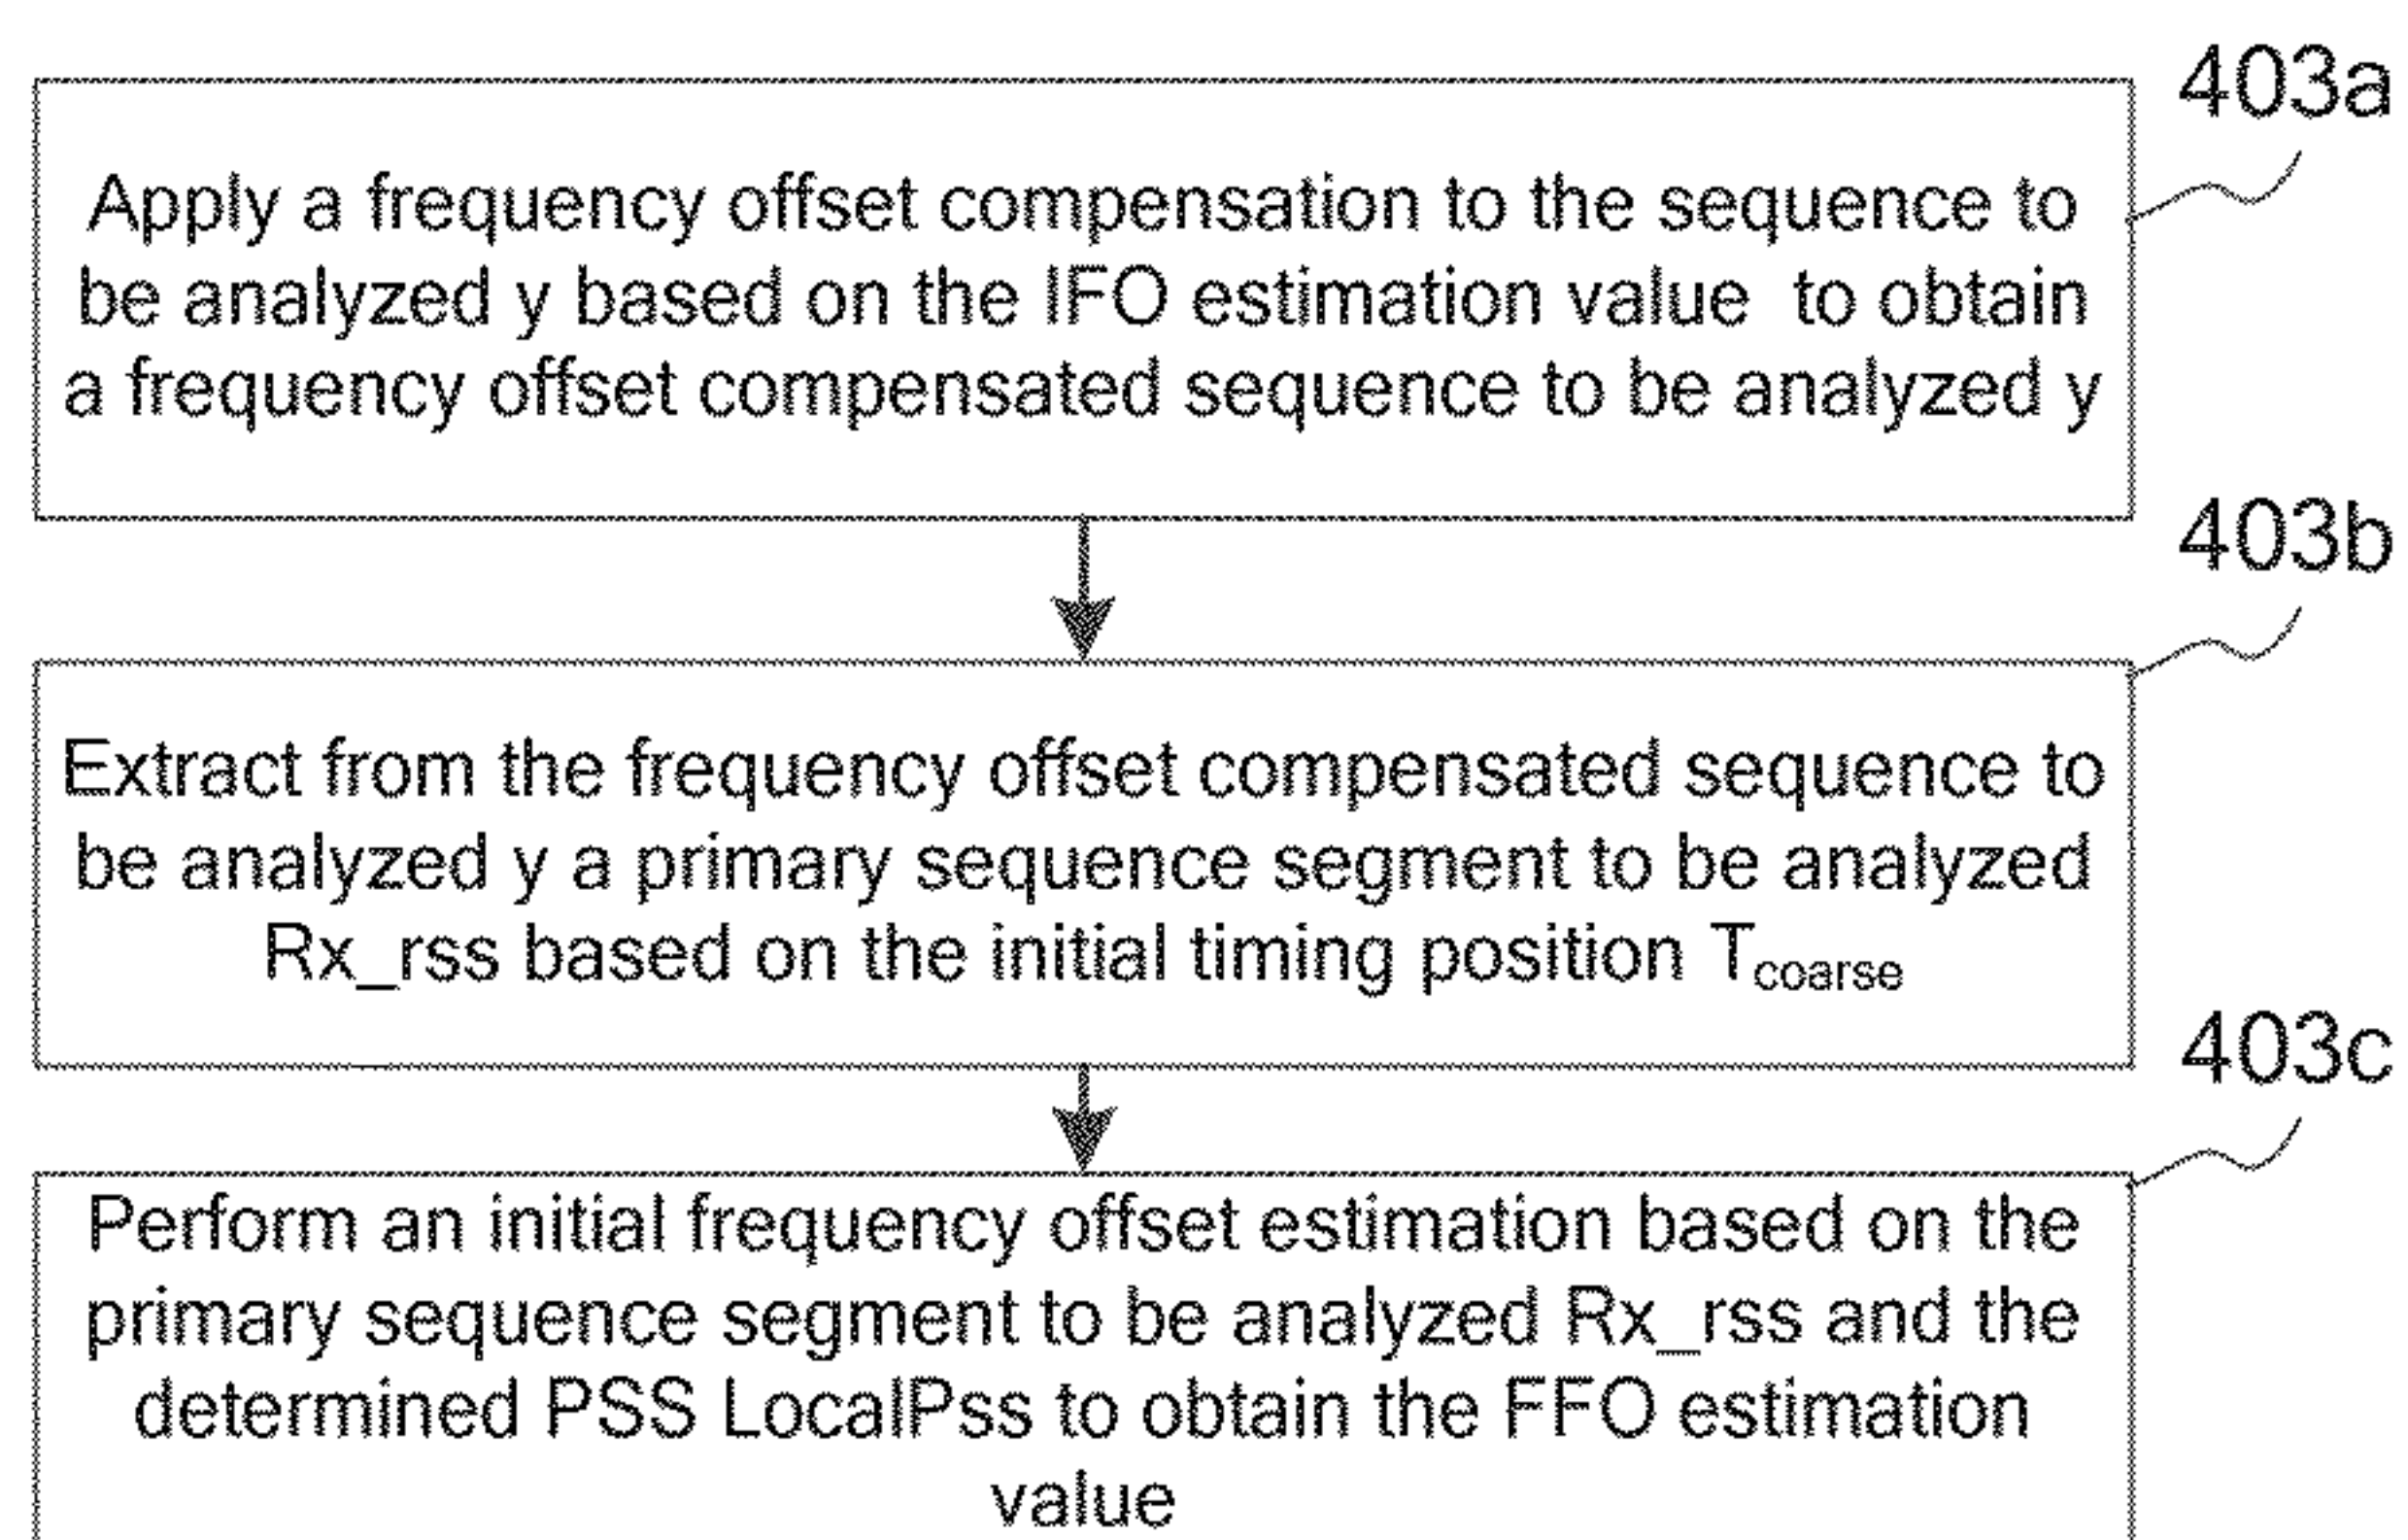 403a
Apply a frequency offset compensation to the sequence to
be analyzed y based on the IFO estimation value to obtain
a frequency offset compensated sequence to be analyzed y
403b
Extract from the frequency offset compensated sequence to
be analyzed y a primary sequence segment to be analyzed
Rx_rss based on the initial timing position Tcoarse
403c
Perform an initial frequency offset estimation based on the
primary sequence segment to be analyzed Rx_rss and the
determined PSS LocalPss to obtain the FFO estimation
value